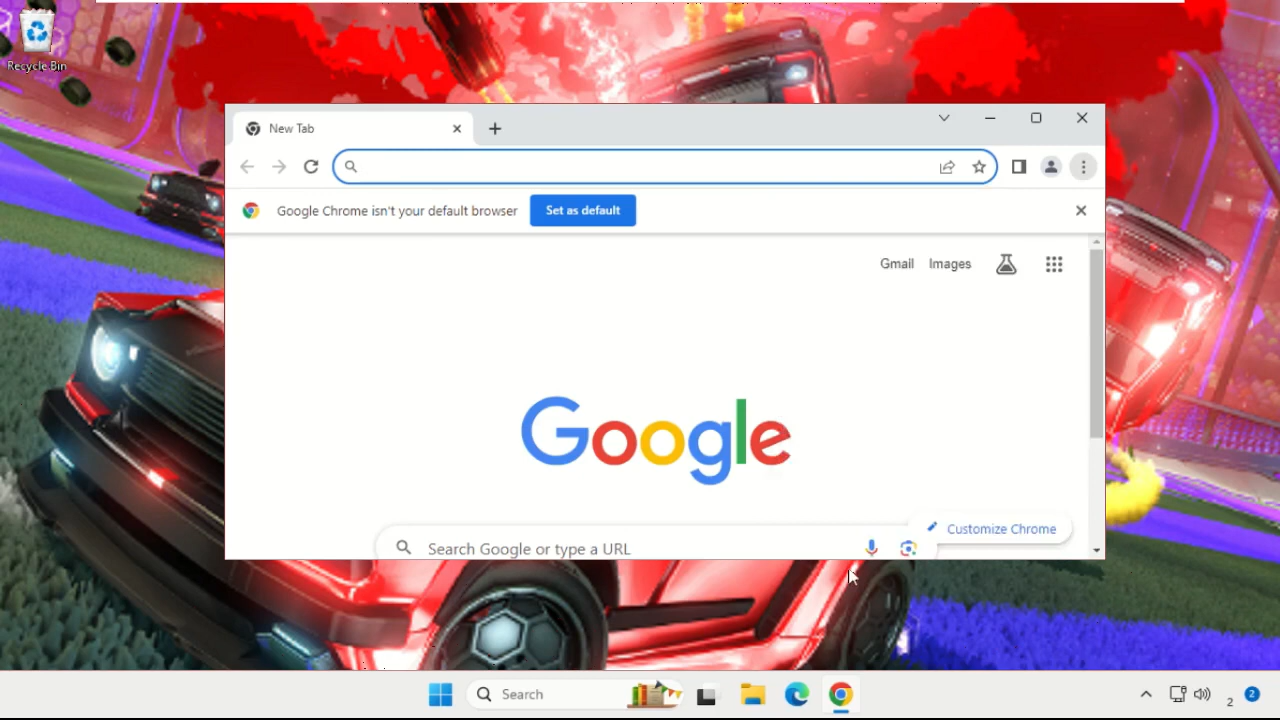 Recycle Bin
New Tab
Google Chrome isn't your default browser
Set as default
Gmail
Images
Google
Customize Chrome
Search Google or type a URL
Search
2
2